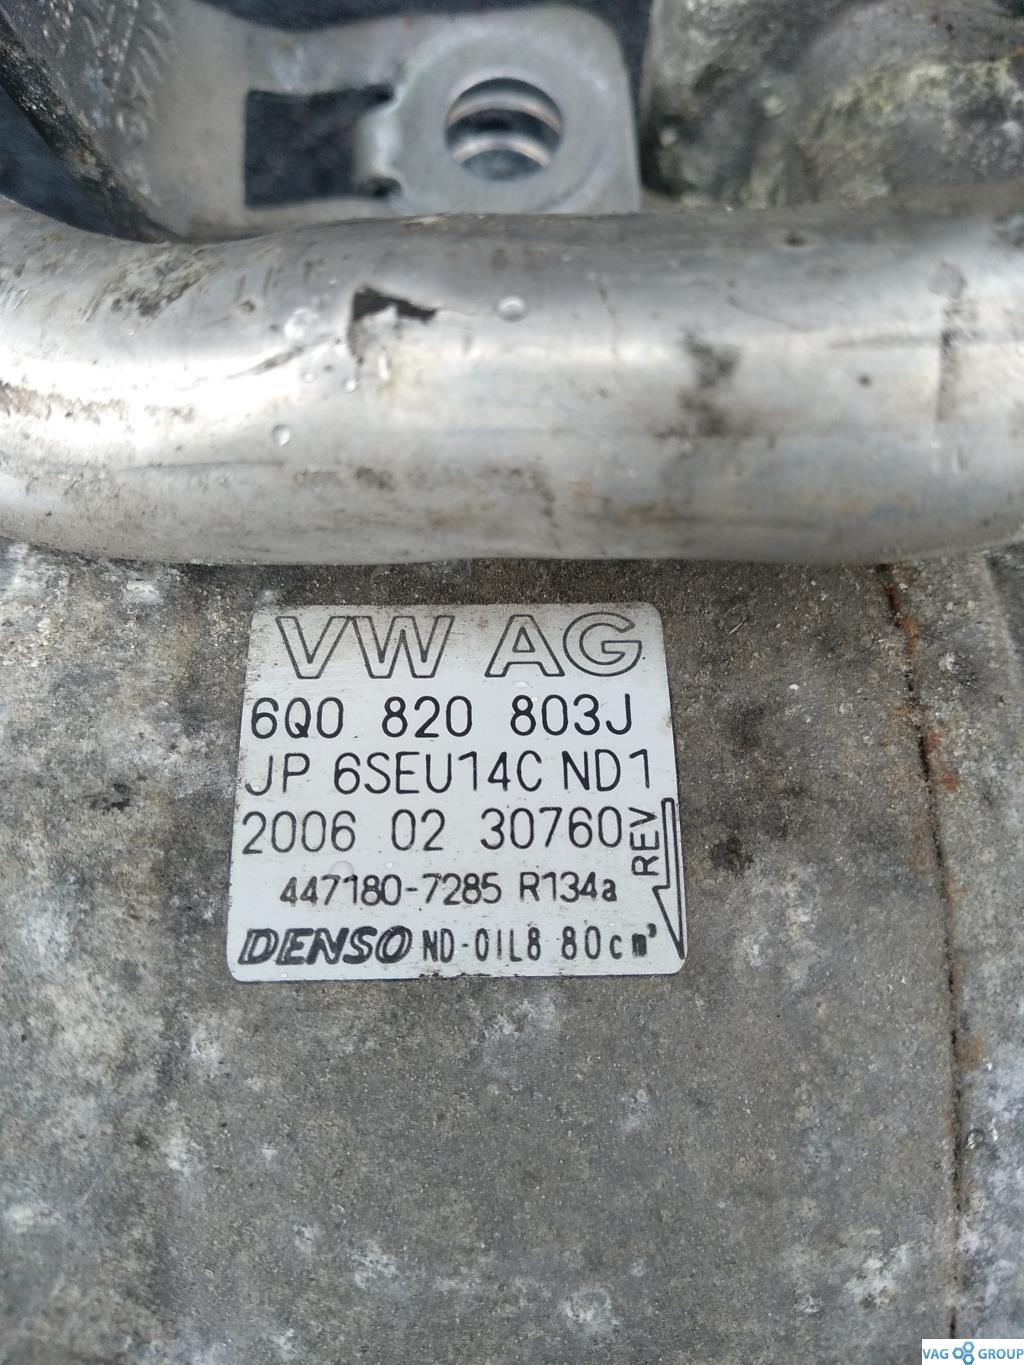 VW AG
6Q0 820 803J
JP 6SEU14C ND1
2006 02 30760
REV
447180-7285 R134a
DENSO ND-OIL8 80cm³
VAG GROUP